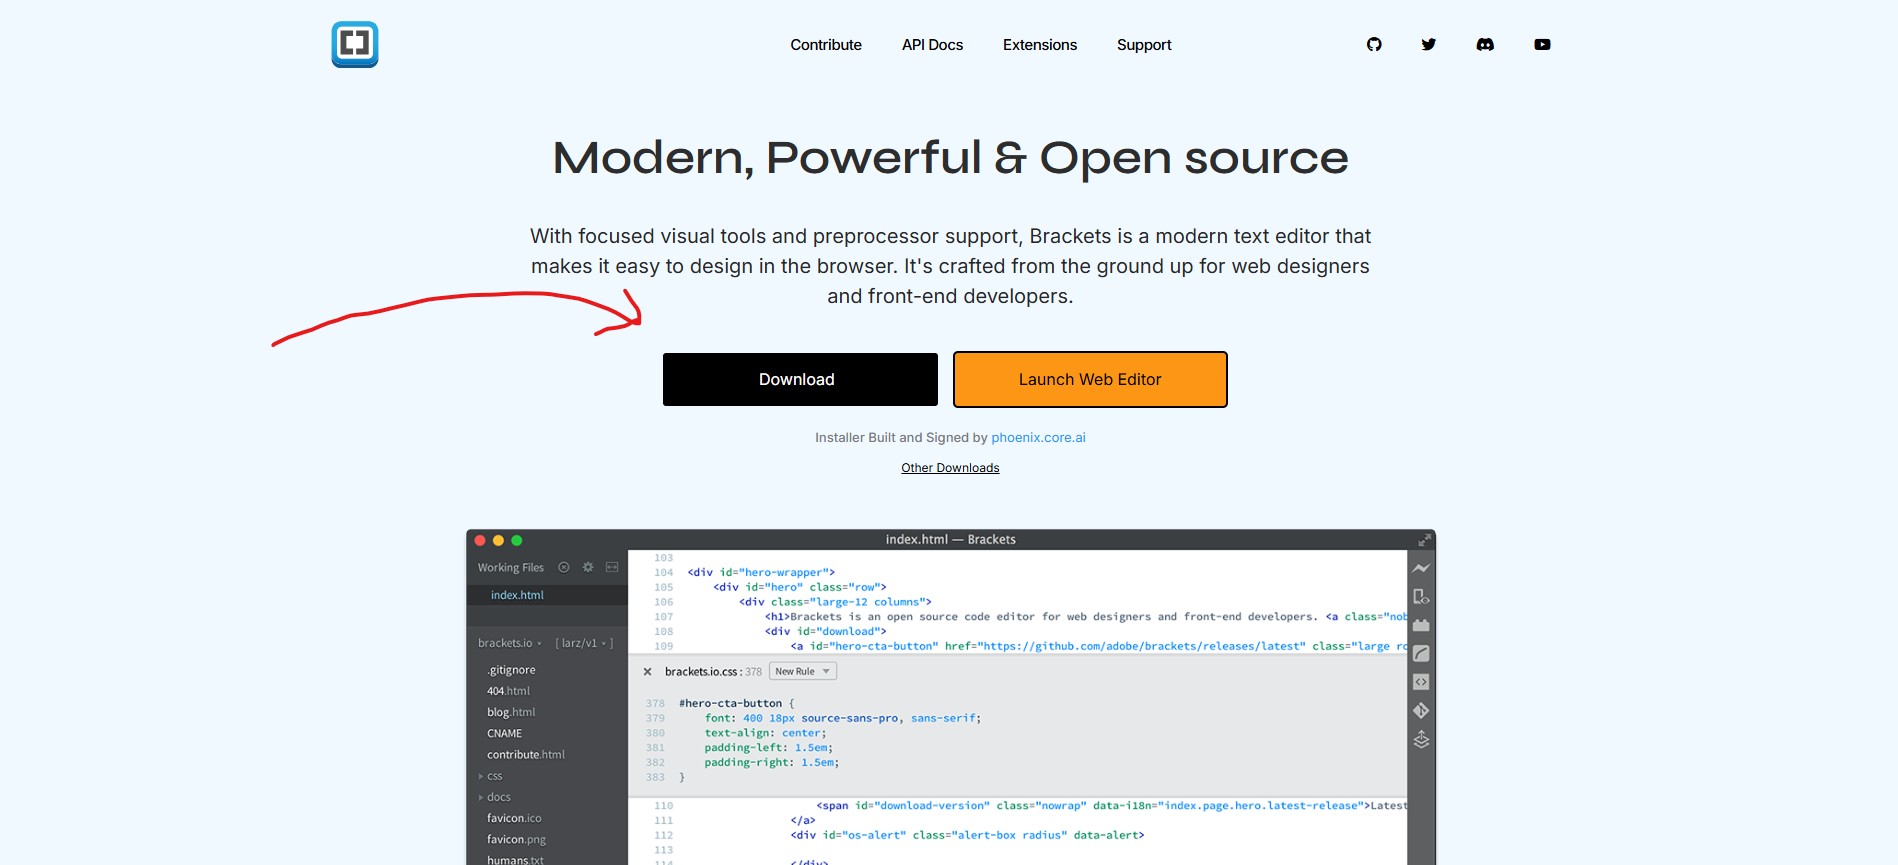 Contribute API Docs Extensions Support
Modern, Powerful & Open source
With focused visual tools and preprocessor support, Brackets is a modern text editor that
makes it easy to design in the browser. It's crafted from the ground up for web designers
and front-end developers.
Download Launch Web Editor
Installer Built and Signed by phoenix.core.ai
Other Downloads
index.html — Brackets
Working Files
index.html
brackets.io [ larz/v1 ]
.gitignore
404.html
blog.html
CNAME
contribute.html
css
docs
favicon.ico
favicon.png
humans.txt
103
104 <div id="hero-wrapper">
105 <div id="hero" class="row">
106 <div class="large-12 columns">
107 <h1>Brackets is an open source code editor for web designers and front-end developers. <a class="nob
108 <div id="download">
109 <a id="hero-cta-button" href="https://github.com/adobe/brackets/releases/latest" class="large ro
brackets.io.css : 378 New Rule
378 #hero-cta-button {
379 font: 400 18px source-sans-pro, sans-serif;
380 text-align: center;
381 padding-left: 1.5em;
382 padding-right: 1.5em;
383 }
110 <span id="download-version" class="nowrap" data-i18n="index.page.hero.latest-release">Latest
111 </a>
112 <div id="os-alert" class="alert-box radius" data-alert>
113
114 </div>